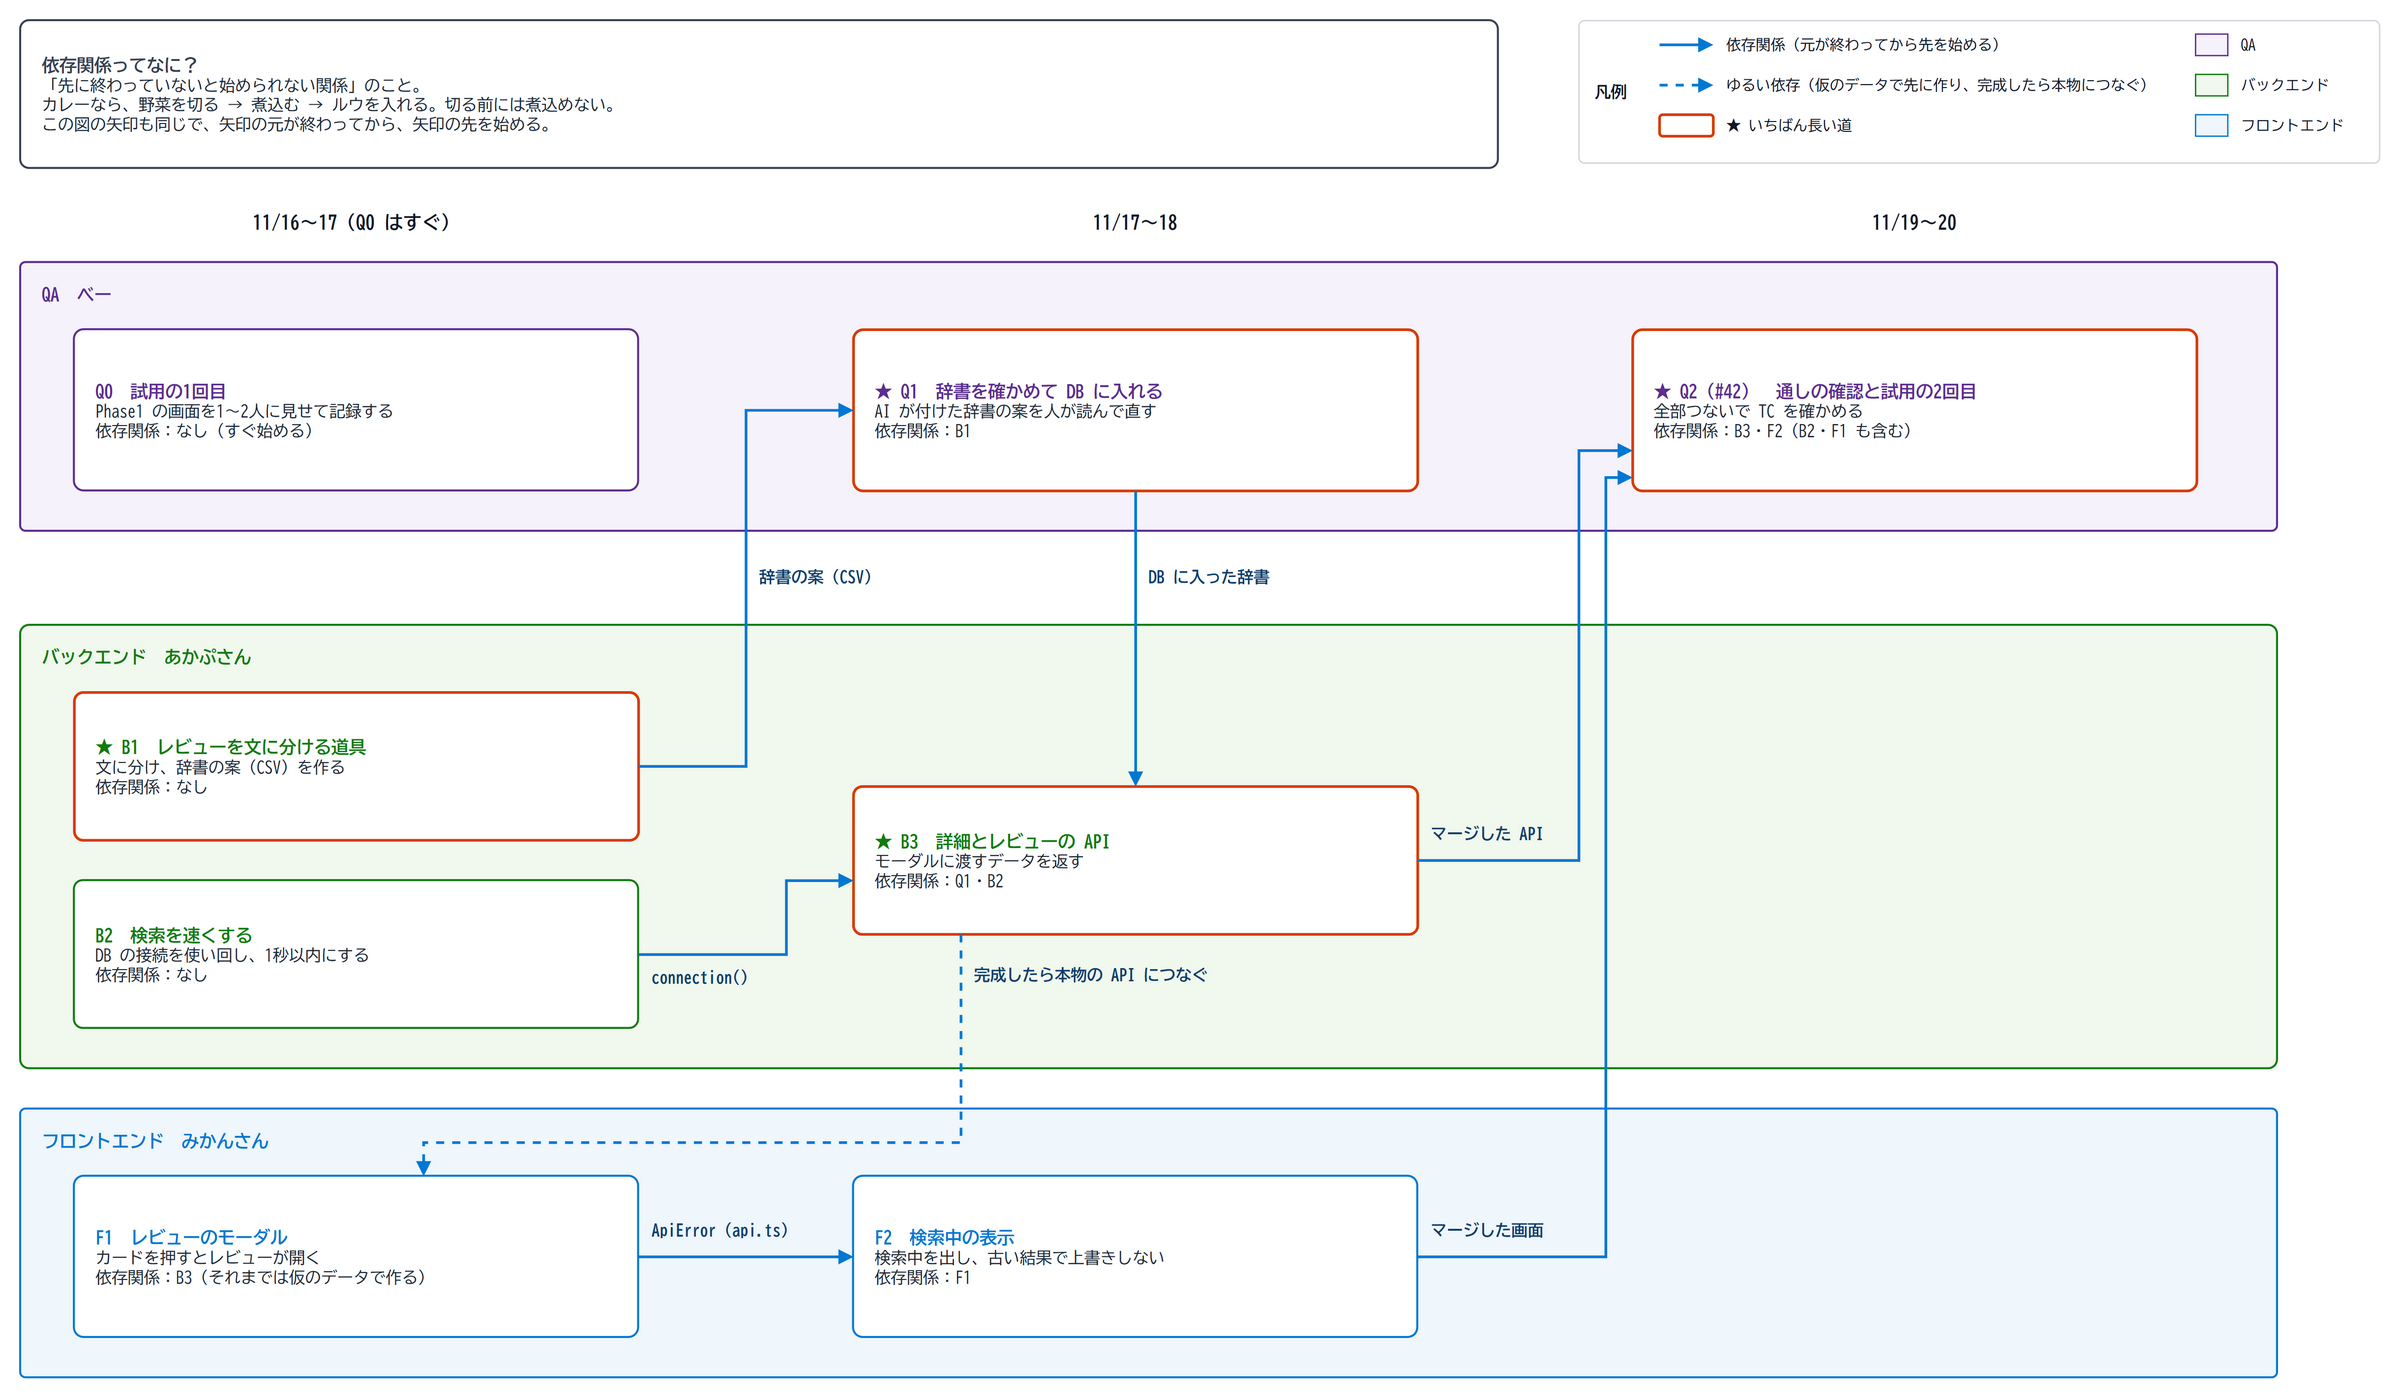 依存関係ってなに？
「先に終わっていないと始められない関係」のこと。
カレーなら、野菜を切る → 煮込む → ルウを入れる。切る前には煮込めない。
この図の矢印も同じで、矢印の元が終わってから、矢印の先を始める。
凡例
依存関係（元が終わってから先を始める）
ゆるい依存（仮のデータで先に作り、完成したら本物につなぐ）
★ いちばん長い道
QA
バックエンド
フロントエンド
11/16〜17（Q0 はすぐ）
11/17〜18
11/19〜20
QA　べー
Q0　試用の1回目
Phase1 の画面を1〜2人に見せて記録する
依存関係：なし（すぐ始める）
★ Q1　辞書を確かめて DB に入れる
AI が付けた辞書の案を人が読んで直す
依存関係：B1
★ Q2（#42）　通しの確認と試用の2回目
全部つないで TC を確かめる
依存関係：B3・F2（B2・F1 も含む）
辞書の案（CSV）
DB に入った辞書
バックエンド　あかぷさん
★ B1　レビューを文に分ける道具
文に分け、辞書の案（CSV）を作る
依存関係：なし
★ B3　詳細とレビューの API
モーダルに渡すデータを返す
依存関係：Q1・B2
マージした API
B2　検索を速くする
DB の接続を使い回し、1秒以内にする
依存関係：なし
connection()
完成したら本物の API につなぐ
フロントエンド　みかんさん
F1　レビューのモーダル
カードを押すとレビューが開く
依存関係：B3（それまでは仮のデータで作る）
ApiError（api.ts）
F2　検索中の表示
検索中を出し、古い結果で上書きしない
依存関係：F1
マージした画面